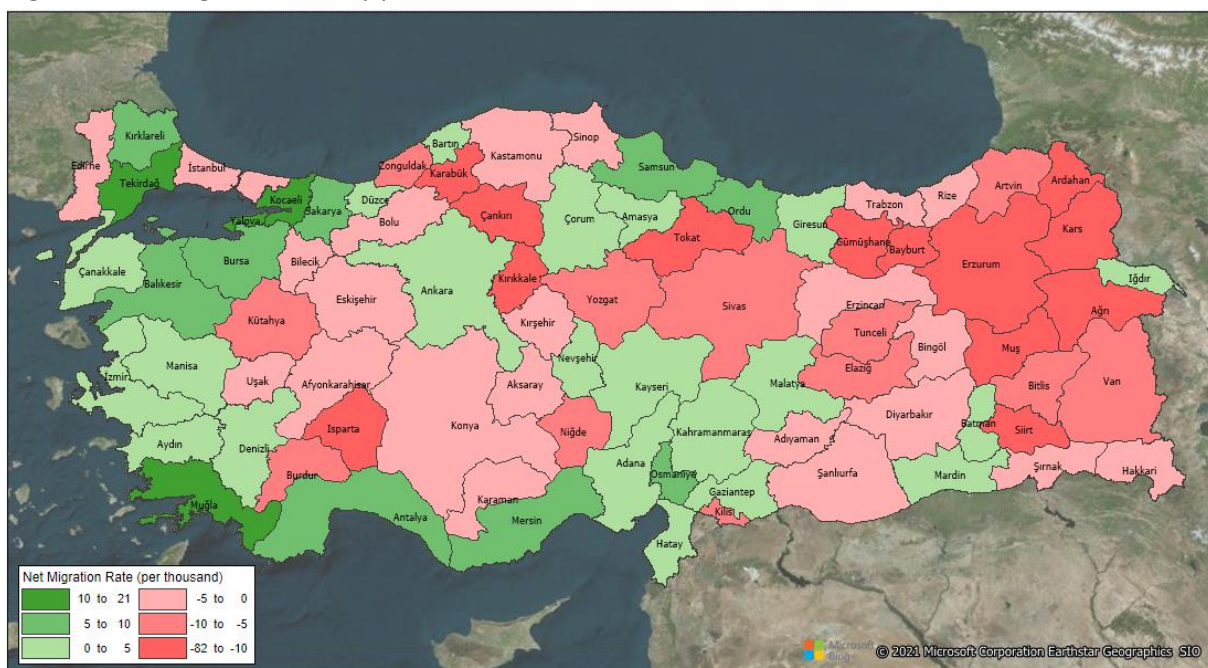 Kırklareli
Edirne
Tekirdağ
İstanbul
Kocaeli
Yalova
Sakarya
Düzce
Zonguldak
Bartın
Karabük
Kastamonu
Sinop
Çankırı
Bolu
Samsun
Ordu
Çorum
Amasya
Tokat
Giresun
Trabzon
Rize
Artvin
Ardahan
Gümüşhane
Bayburt
Kars
Erzurum
Iğdır
Ağrı
Çanakkale
Balıkesir
Bursa
Bilecik
Eskişehir
Ankara
Kırıkkale
Yozgat
Sivas
Erzincan
Kütahya
Kırşehir
Tunceli
Bingöl
Muş
Elazığ
Bitlis
Van
Manisa
İzmir
Uşak
Afyonkarahisar
Nevşehir
Aksaray
Kayseri
Malatya
Diyarbakır
Batman
Siirt
Aydın
Denizli
Isparta
Konya
Niğde
Kahramanmaraş
Adıyaman
Şanlıurfa
Mardin
Şırnak
Hakkari
Burdur
Muğla
Antalya
Karaman
Mersin
Adana
Osmaniye
Gaziantep
Kilis
Hatay
Net Migration Rate (per thousand)
10 to 21 -5 to 0
5 to 10 -10 to -5
0 to 5 -82 to -10
Microsoft
Bing
© 2021 Microsoft Corporation Earthstar Geographics SIO